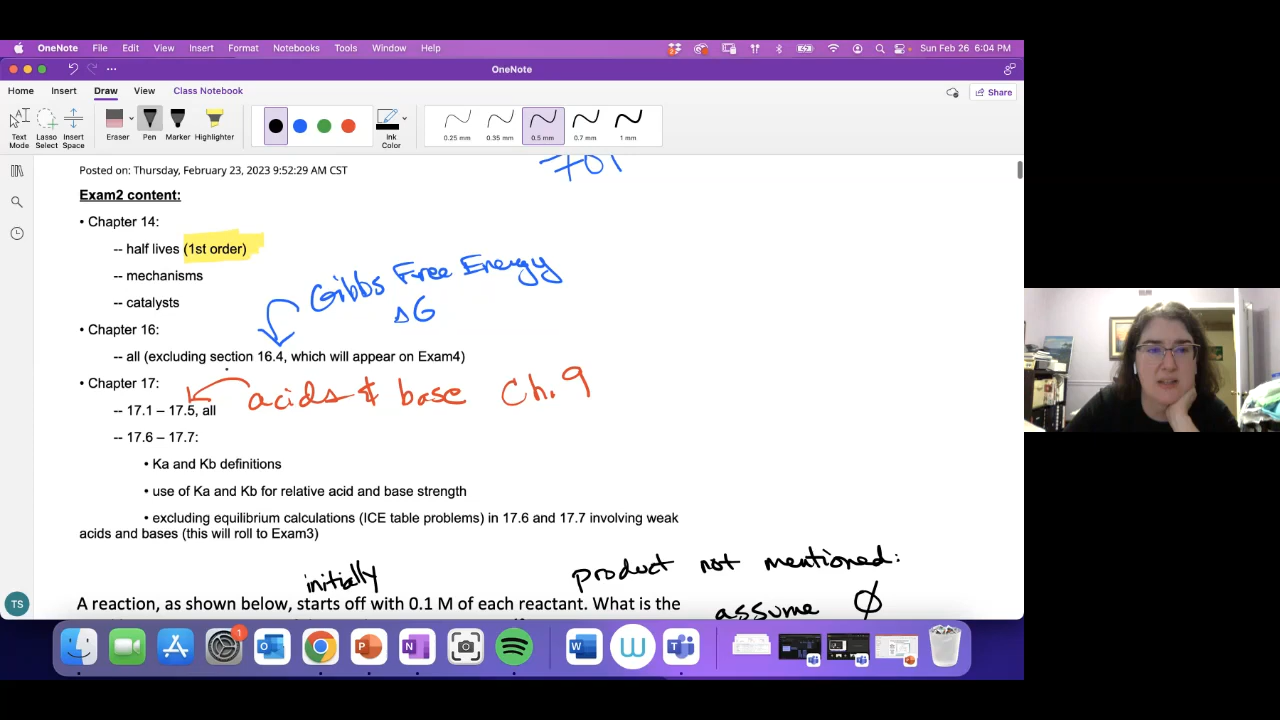 OneNote File Edit View Insert Format Notebooks Tools Window Help Sun Feb 26 6:04 PM
OneNote
Home Insert Draw View Class Notebook Share
Text Mode Lasso Select Insert Space Eraser Pen Marker Highlighter Ink Color 0.25 mm 0.35 mm 0.5 mm 0.7 mm 1 mm
Posted on: Thursday, February 23, 2023 9:52:29 AM CST
Exam2 content:
• Chapter 14:
-- half lives (1st order)
-- mechanisms
Gibbs Free Energy
-- catalysts
ΔG
• Chapter 16:
-- all (excluding section 16.4, which will appear on Exam4)
• Chapter 17:
acids & base Ch. 9
-- 17.1 – 17.5, all
-- 17.6 – 17.7:
• Ka and Kb definitions
• use of Ka and Kb for relative acid and base strength
• excluding equilibrium calculations (ICE table problems) in 17.6 and 17.7 involving weak
acids and bases (this will roll to Exam3)
initially
product not mentioned:
A reaction, as shown below, starts off with 0.1 M of each reactant. What is the
assume Ø
TS
1